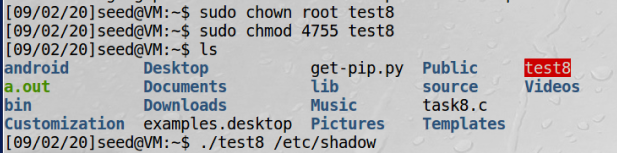 [09/02/20]seed@VM:~$ sudo chown root test8
[09/02/20]seed@VM:~$ sudo chmod 4755 test8
[09/02/20]seed@VM:~$ ls
android Desktop get-pip.py Public test8
a.out Documents lib source Videos
bin Downloads Music task8.c
Customization examples.desktop Pictures Templates
[09/02/20]seed@VM:~$ ./test8 /etc/shadow